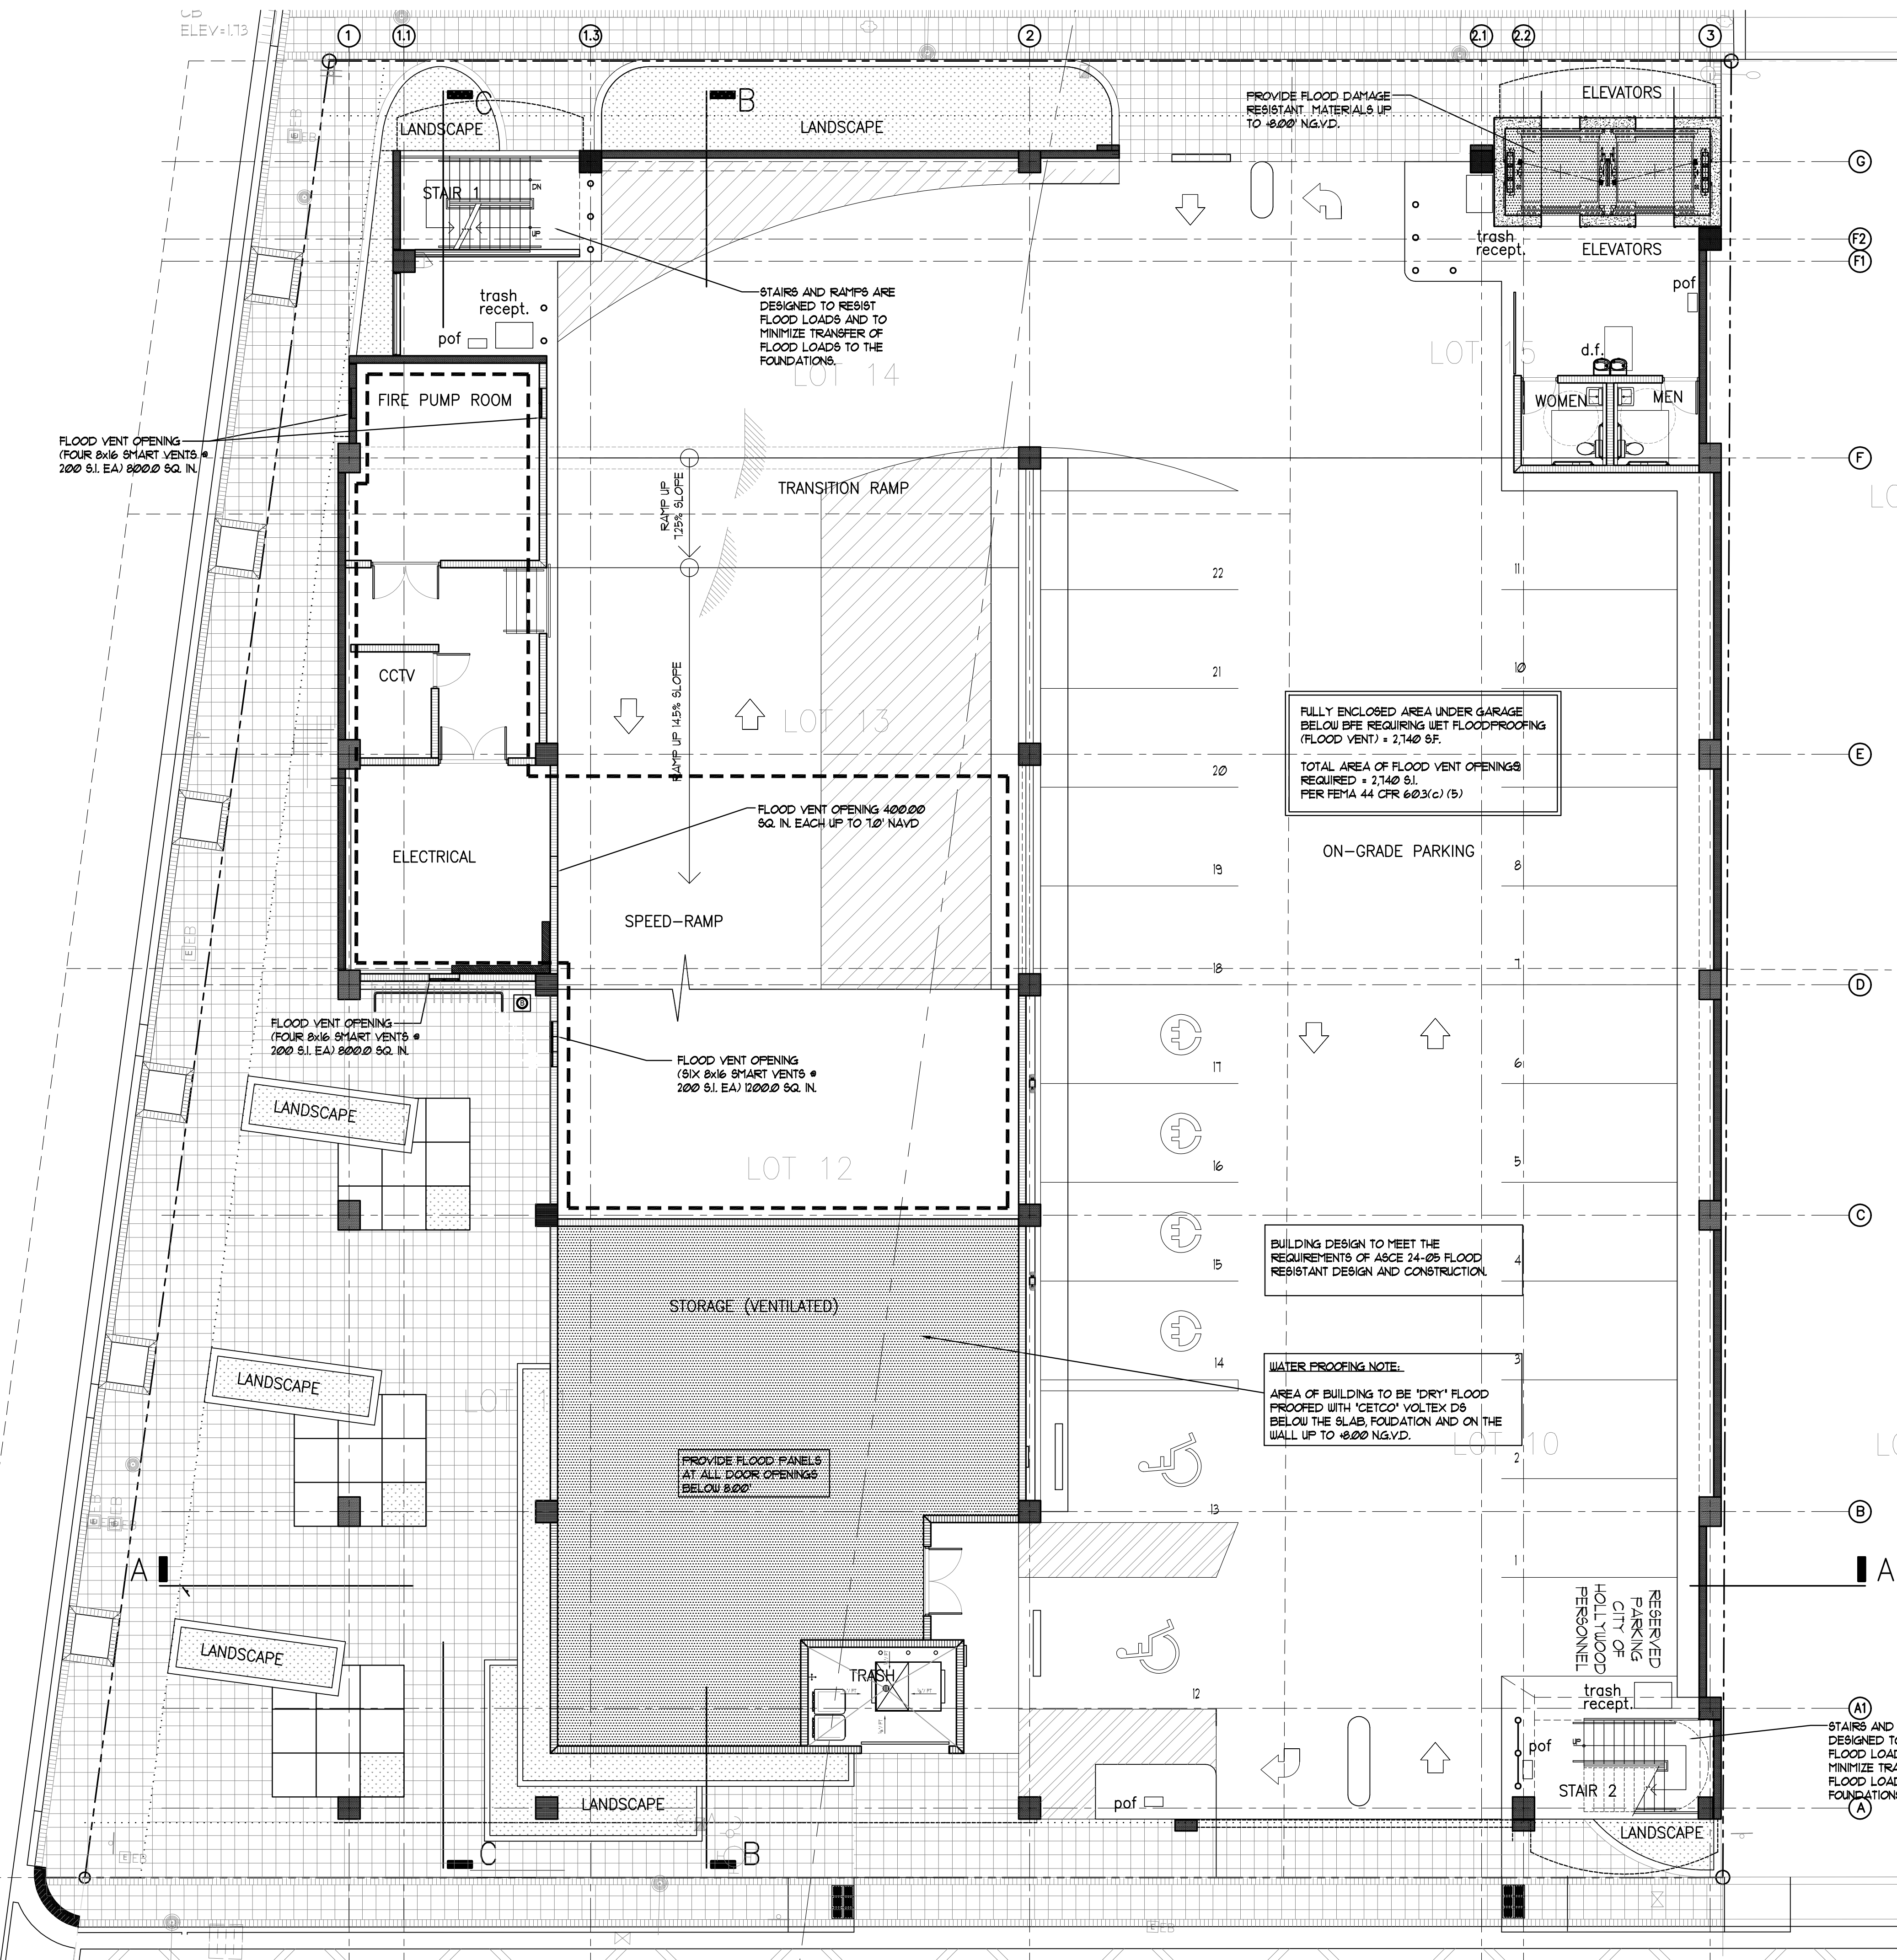 CB
ELEV=1.73
1
1.1
1.3
2
2.1
2.2
3
C
B
LANDSCAPE
LANDSCAPE
PROVIDE FLOOD DAMAGE
RESISTANT MATERIALS UP
TO +8.00' N.G.V.D.
ELEVATORS
G
STAIR 1
DN
UP
trash
recept.
ELEVATORS
F2
F1
pof
STAIRS AND RAMPS ARE
DESIGNED TO RESIST
FLOOD LOADS AND TO
MINIMIZE TRANSFER OF
FLOOD LOADS TO THE
FOUNDATIONS.
trash
recept.
pof
LOT 14
LOT 15
d.f.
WOMEN
MEN
FIRE PUMP ROOM
FLOOD VENT OPENING
(FOUR 8x16 SMART VENTS @
200 S.I. EA) 800.0 SQ. IN.
F
RAMP UP
7.25% SLOPE
TRANSITION RAMP
22
11
CCTV
21
10
RAMP UP 14.5% SLOPE
LOT 13
FULLY ENCLOSED AREA UNDER GARAGE
BELOW BFE REQUIRING WET FLOODPROOFING
(FLOOD VENT) = 2,740 S.F.
TOTAL AREA OF FLOOD VENT OPENINGS
REQUIRED = 2,740 S.I.
PER FEMA 44 CFR 60.3(c) (5)
E
20
FLOOD VENT OPENING 400.00
SQ. IN. EACH UP TO 7.0' NAVD
ELECTRICAL
ON-GRADE PARKING
19
8
SPEED-RAMP
18
7
D
B
FLOOD VENT OPENING
(FOUR 8x16 SMART VENTS @
200 S.I. EA) 800.0 SQ. IN.
FLOOD VENT OPENING
(SIX 8x16 SMART VENTS @
200 S.I. EA) 1200.0 SQ. IN.
17
6
LANDSCAPE
LOT 12
16
5
C
BUILDING DESIGN TO MEET THE
REQUIREMENTS OF ASCE 24-05 FLOOD
RESISTANT DESIGN AND CONSTRUCTION.
15
4
STORAGE (VENTILATED)
14
3
WATER PROOFING NOTE:
AREA OF BUILDING TO BE "DRY" FLOOD
PROOFED WITH "CETCO" VOLTEX DS
BELOW THE SLAB, FOUDATION AND ON THE
WALL UP TO +8.00 N.G.V.D.
LANDSCAPE
LOT 10
PROVIDE FLOOD PANELS
AT ALL DOOR OPENINGS
BELOW 8.00'
2
13
B
A
1
A
RESERVED
PARKING
CITY OF
HOLLYWOOD
PERSONNEL
LANDSCAPE
TRASH
12
trash
recept.
A1
STAIRS AND
FLOOD LOAD
pof
UP
STAIR 2
A
LANDSCAPE
pof
LANDSCAPE
C
B